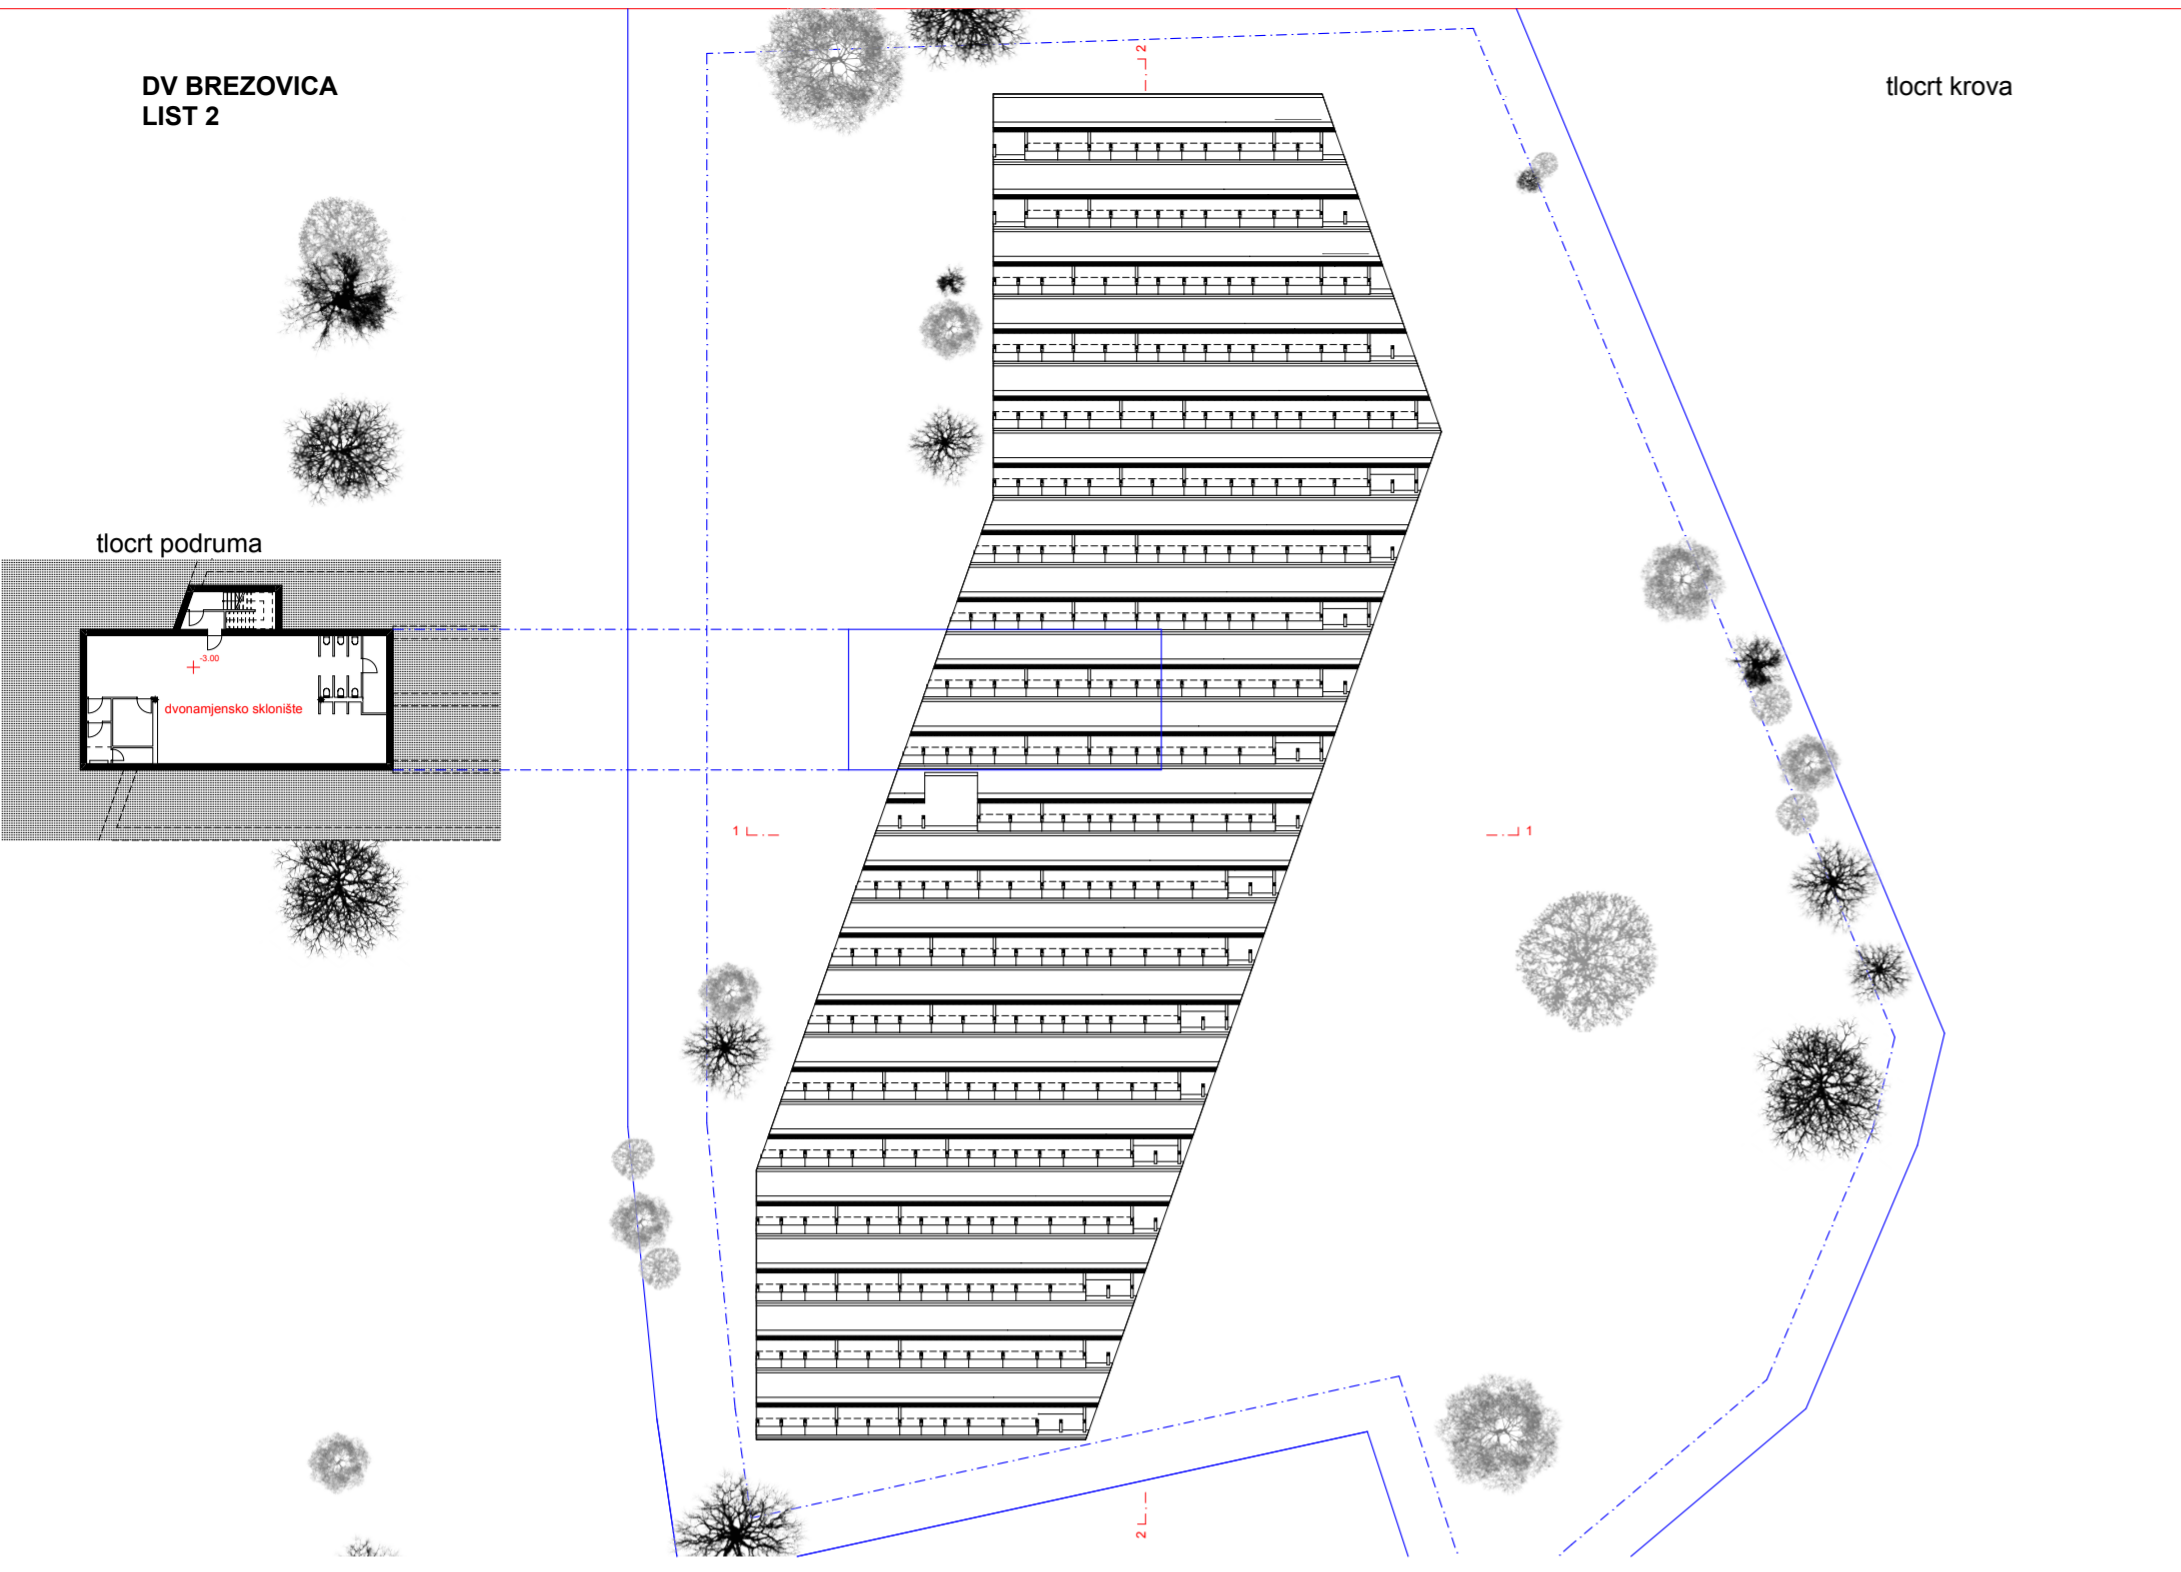 DV BREZOVICA
LIST 2
tlocrt krova
2
tlocrt podruma
-3.00
dvonamjensko sklonište
1
1
2